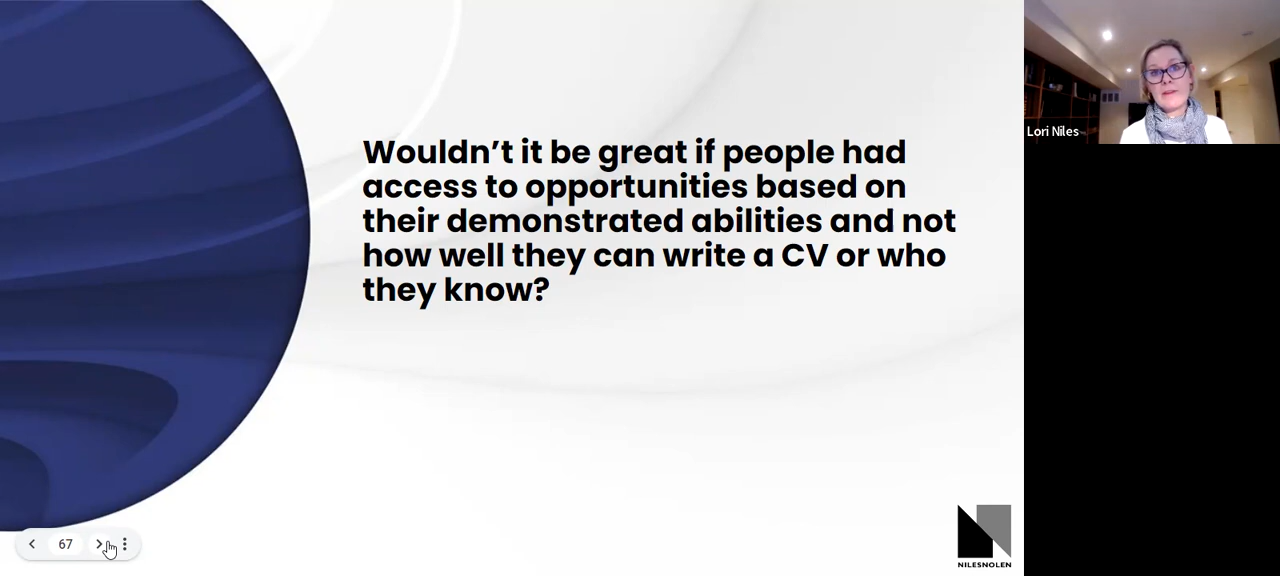 Wouldn’t it be great if people had
access to opportunities based on
their demonstrated abilities and not
how well they can write a CV or who
they know?
Lori Niles
67
NILESNOLEN